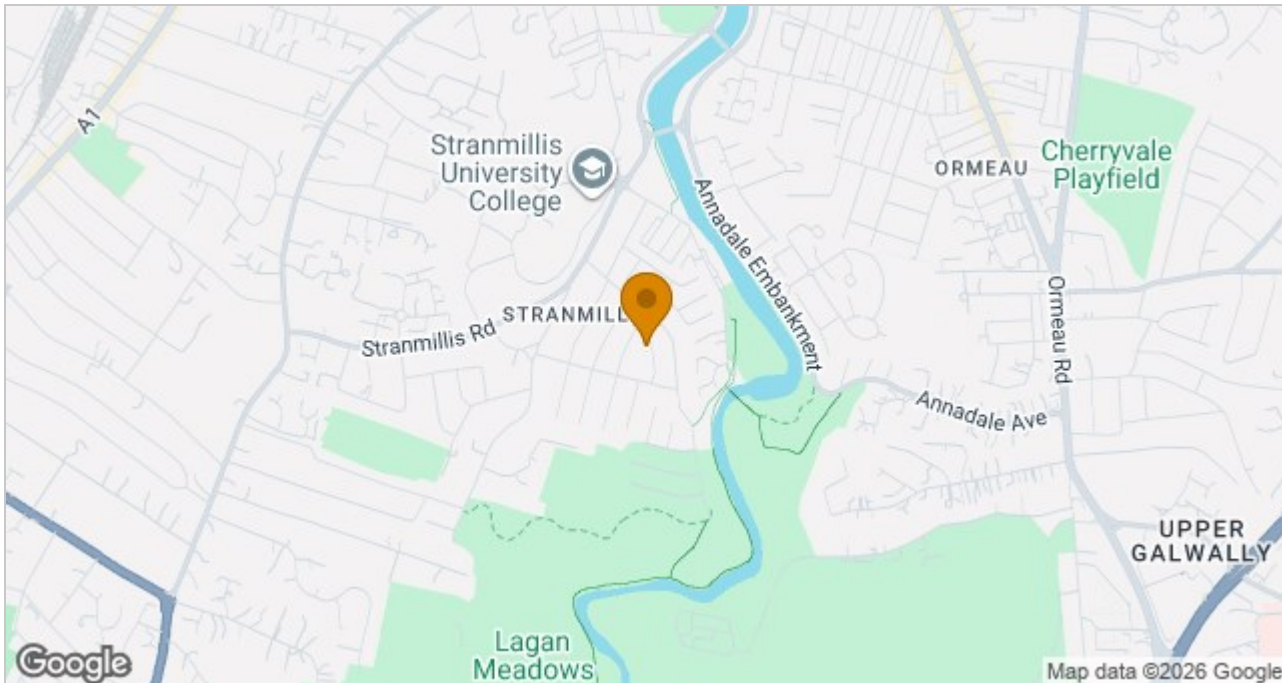 A1
Stranmillis
University
College
ORMEAU
Cherryvale
Playfield
Annadale Embankment
STRANMILL
Stranmillis Rd
Ormeau Rd
Annadale Ave
UPPER
GALWALLY
Lagan
Meadows
Google
Map data ©2026 Google